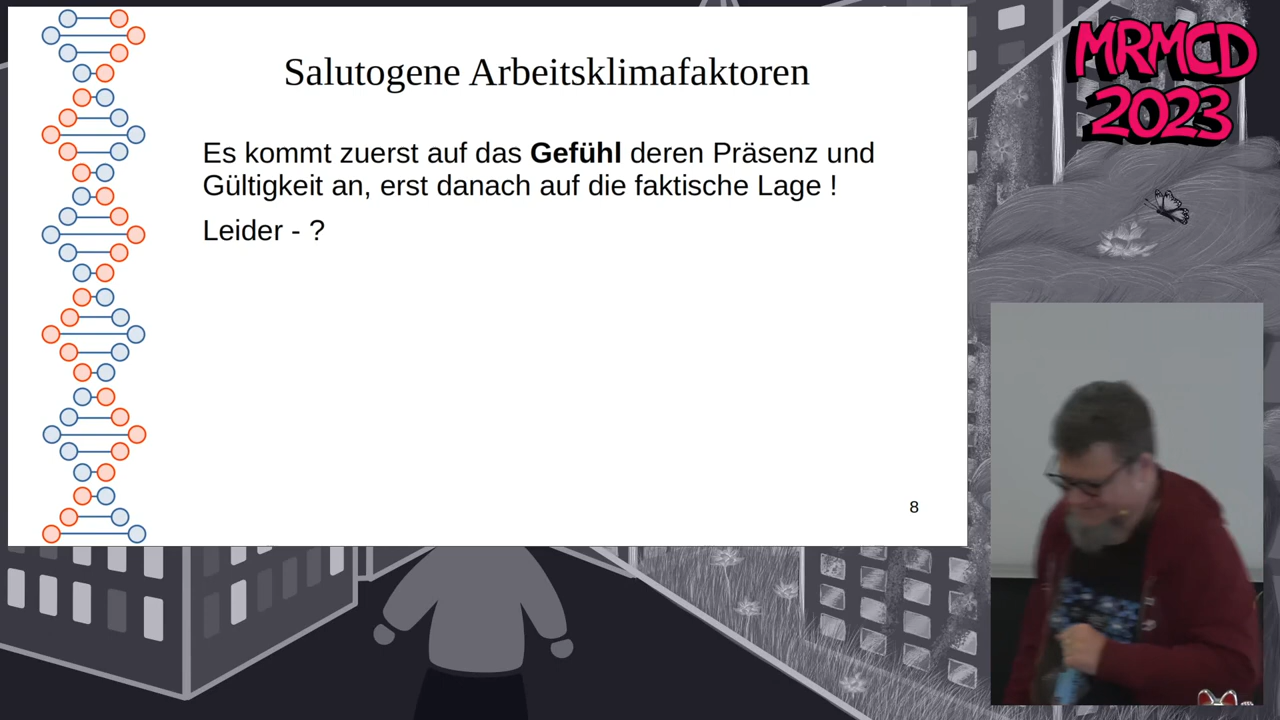 Salutogene Arbeitsklimafaktoren
Es kommt zuerst auf das Gefühl deren Präsenz und
Gültigkeit an, erst danach auf die faktische Lage !
Leider - ?
8
MRMCD
2023